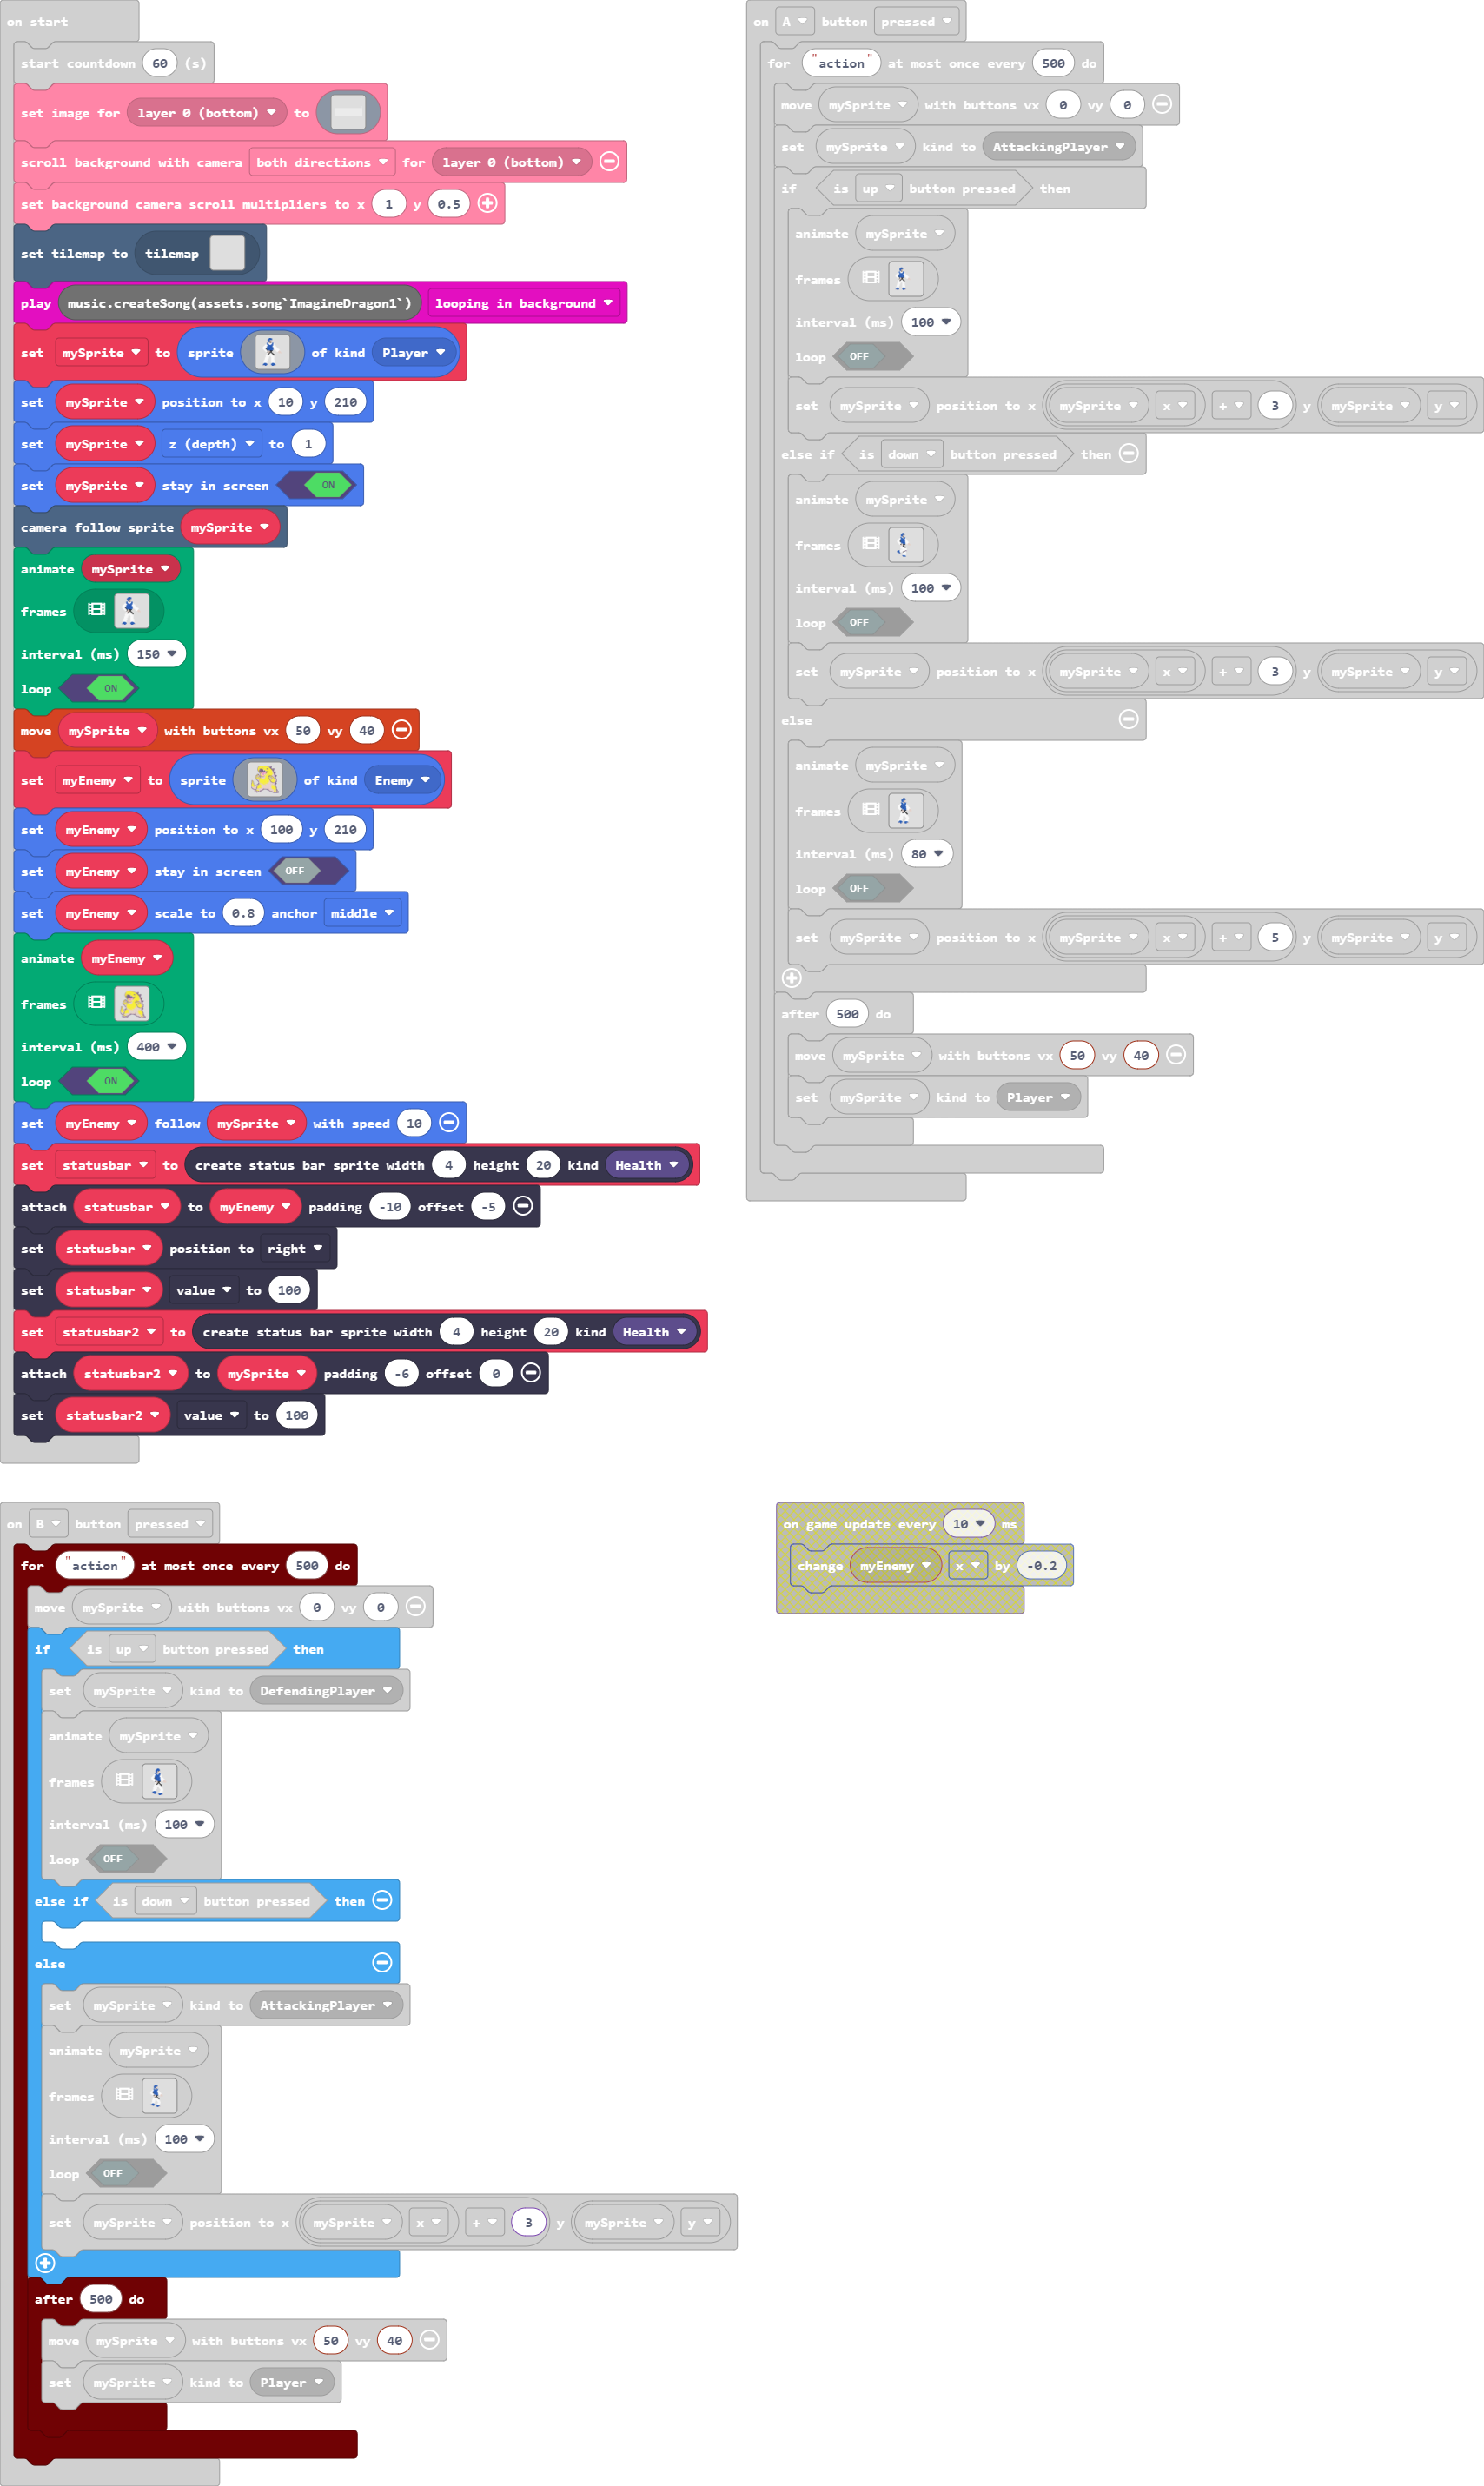 on start
start countdown 60 (s)
set image for layer 0 (bottom) to
scroll background with camera both directions for layer 0 (bottom)
set background camera scroll multipliers to x 1 y 0.5
set tilemap to tilemap
play music.createSong(assets.song`ImagineDragon1`) looping in background
set mySprite to sprite of kind Player
set mySprite position to x 10 y 210
set mySprite z (depth) to 1
set mySprite stay in screen ON
camera follow sprite mySprite
animate mySprite
frames
interval (ms) 150
loop ON
move mySprite with buttons vx 50 vy 40
set myEnemy to sprite of kind Enemy
set myEnemy position to x 100 y 210
set myEnemy stay in screen OFF
set myEnemy scale to 0.8 anchor middle
animate myEnemy
frames
interval (ms) 400
loop ON
set myEnemy follow mySprite with speed 10
set statusbar to create status bar sprite width 4 height 20 kind Health
attach statusbar to myEnemy padding -10 offset -5
set statusbar position to right
set statusbar value to 100
set statusbar2 to create status bar sprite width 4 height 20 kind Health
attach statusbar2 to mySprite padding -6 offset 0
set statusbar2 value to 100
on A button pressed
for "action" at most once every 500 do
move mySprite with buttons vx 0 vy 0
set mySprite kind to AttackingPlayer
if is up button pressed then
animate mySprite
frames
interval (ms) 100
loop OFF
set mySprite position to x mySprite x + 3 y mySprite y
else if is down button pressed then
animate mySprite
frames
interval (ms) 100
loop OFF
set mySprite position to x mySprite x + 3 y mySprite y
else
animate mySprite
frames
interval (ms) 80
loop OFF
set mySprite position to x mySprite x + 5 y mySprite y
after 500 do
move mySprite with buttons vx 50 vy 40
set mySprite kind to Player
on B button pressed
for "action" at most once every 500 do
move mySprite with buttons vx 0 vy 0
if is up button pressed then
set mySprite kind to DefendingPlayer
animate mySprite
frames
interval (ms) 100
loop OFF
else if is down button pressed then
else
set mySprite kind to AttackingPlayer
animate mySprite
frames
interval (ms) 100
loop OFF
set mySprite position to x mySprite x + 3 y mySprite y
after 500 do
move mySprite with buttons vx 50 vy 40
set mySprite kind to Player
on game update every 10 ms
change myEnemy x by -0.2